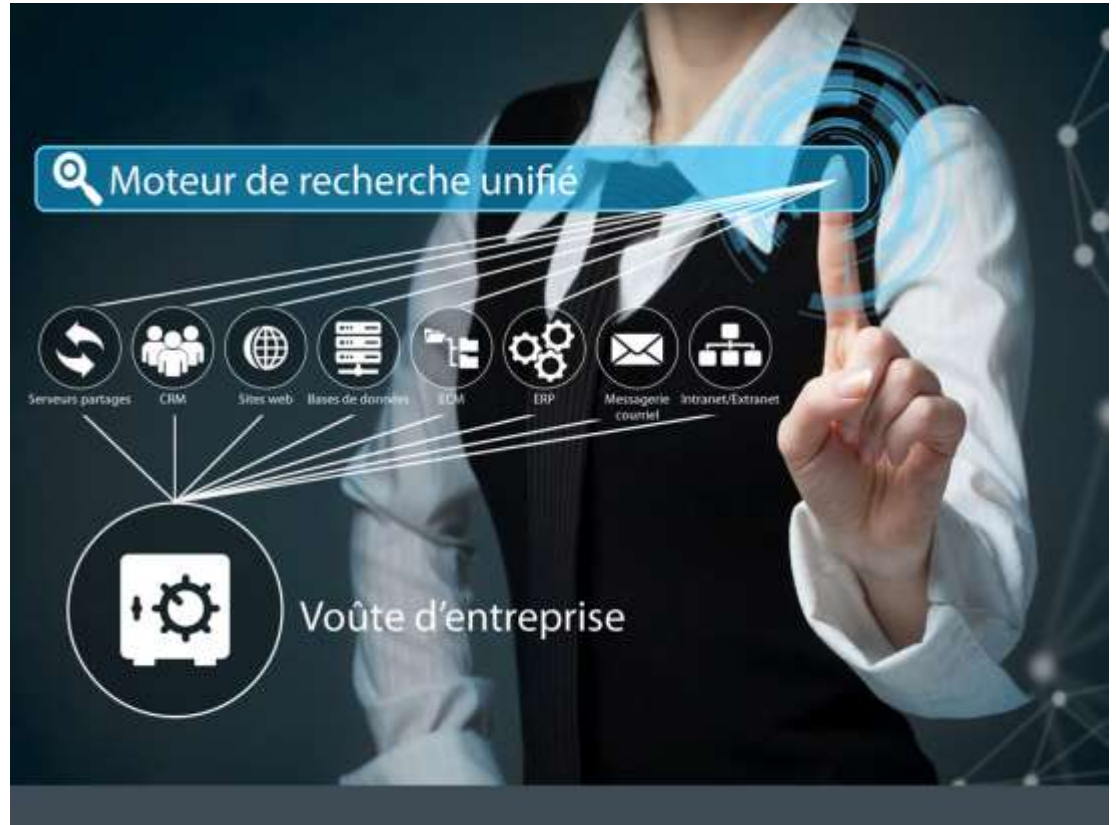 Moteur de recherche unifié
Serveurs partages
CRM
Sites web
Bases de données
ECM
ERP
Messagerie
courriel
Intranet/Extranet
Voûte d'entreprise